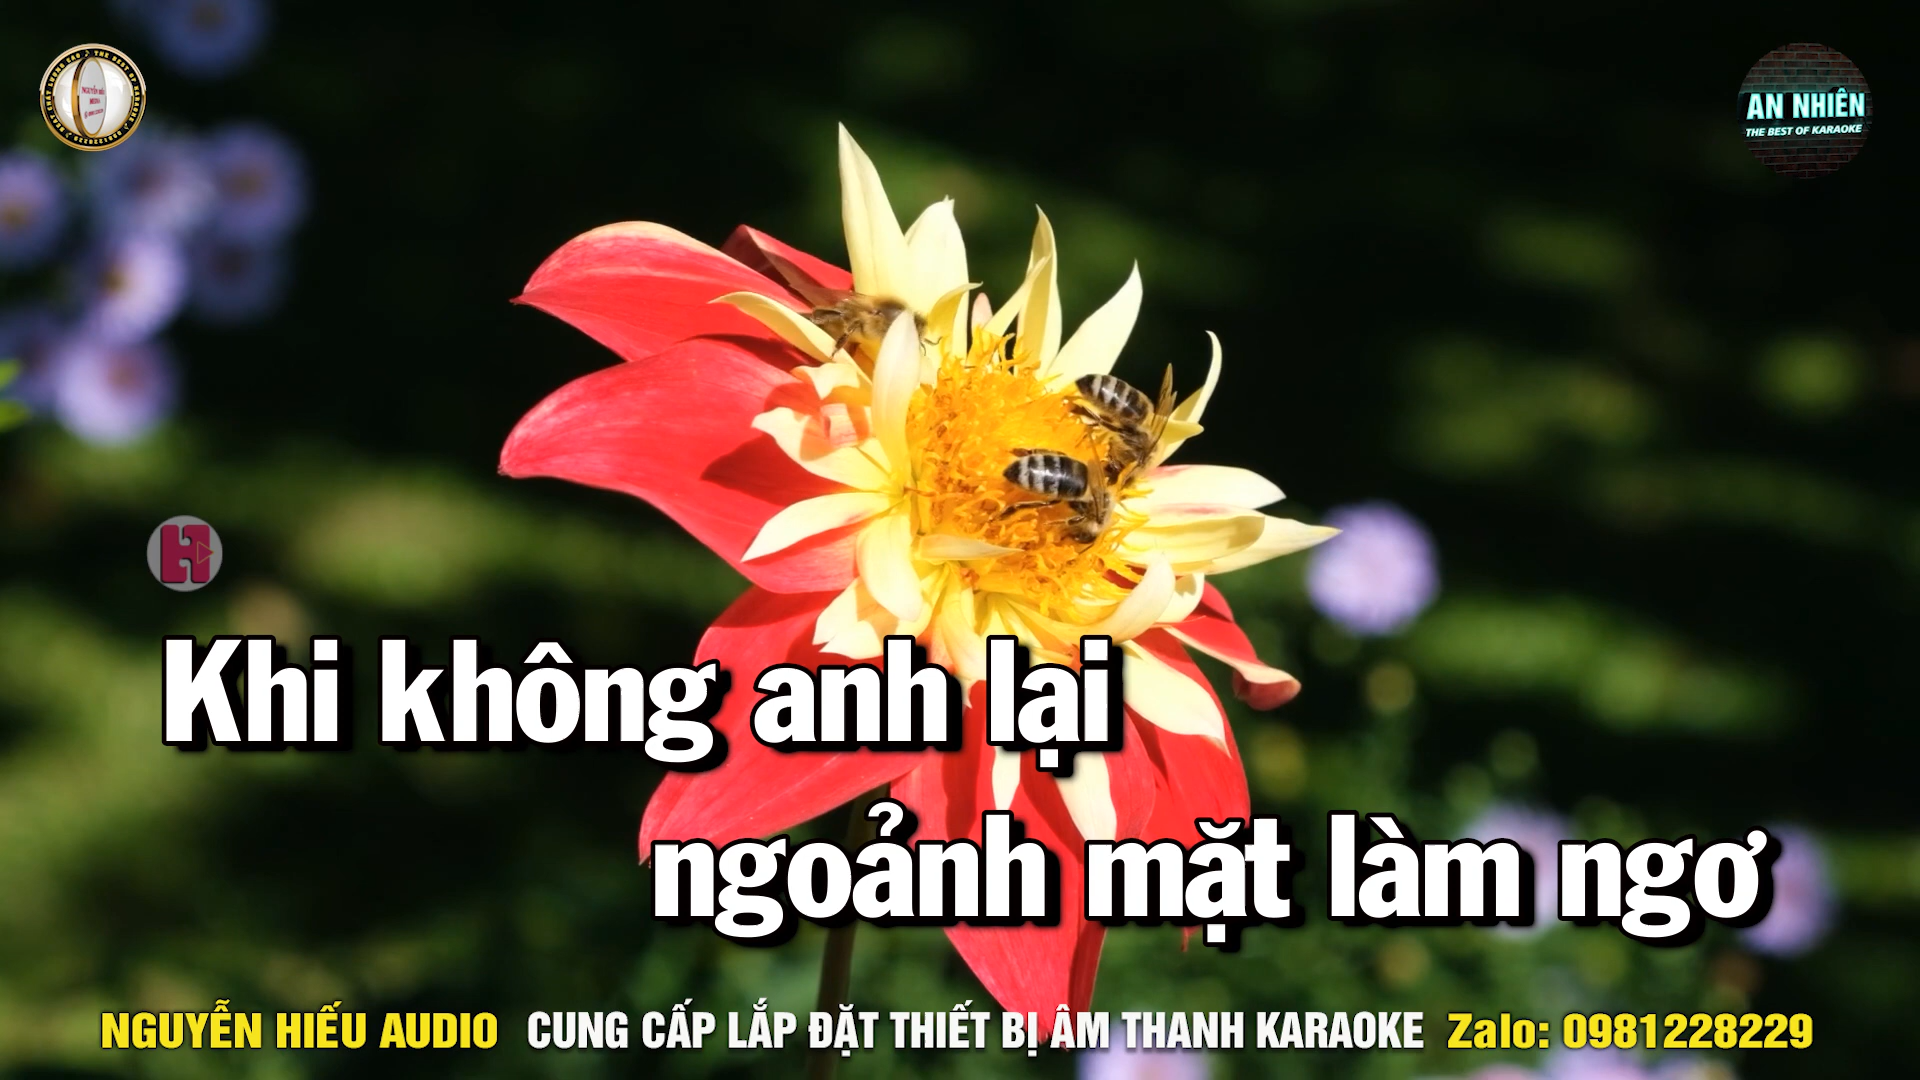 AN NHIÊN
THE BEST OF KARAOKE
Khi không anh lại
ngoảnh mặt làm ngơ
NGUYỄN HIẾU AUDIO CUNG CẤP LẮP ĐẶT THIẾT BỊ ÂM THANH KARAOKE Zalo: 0981228229